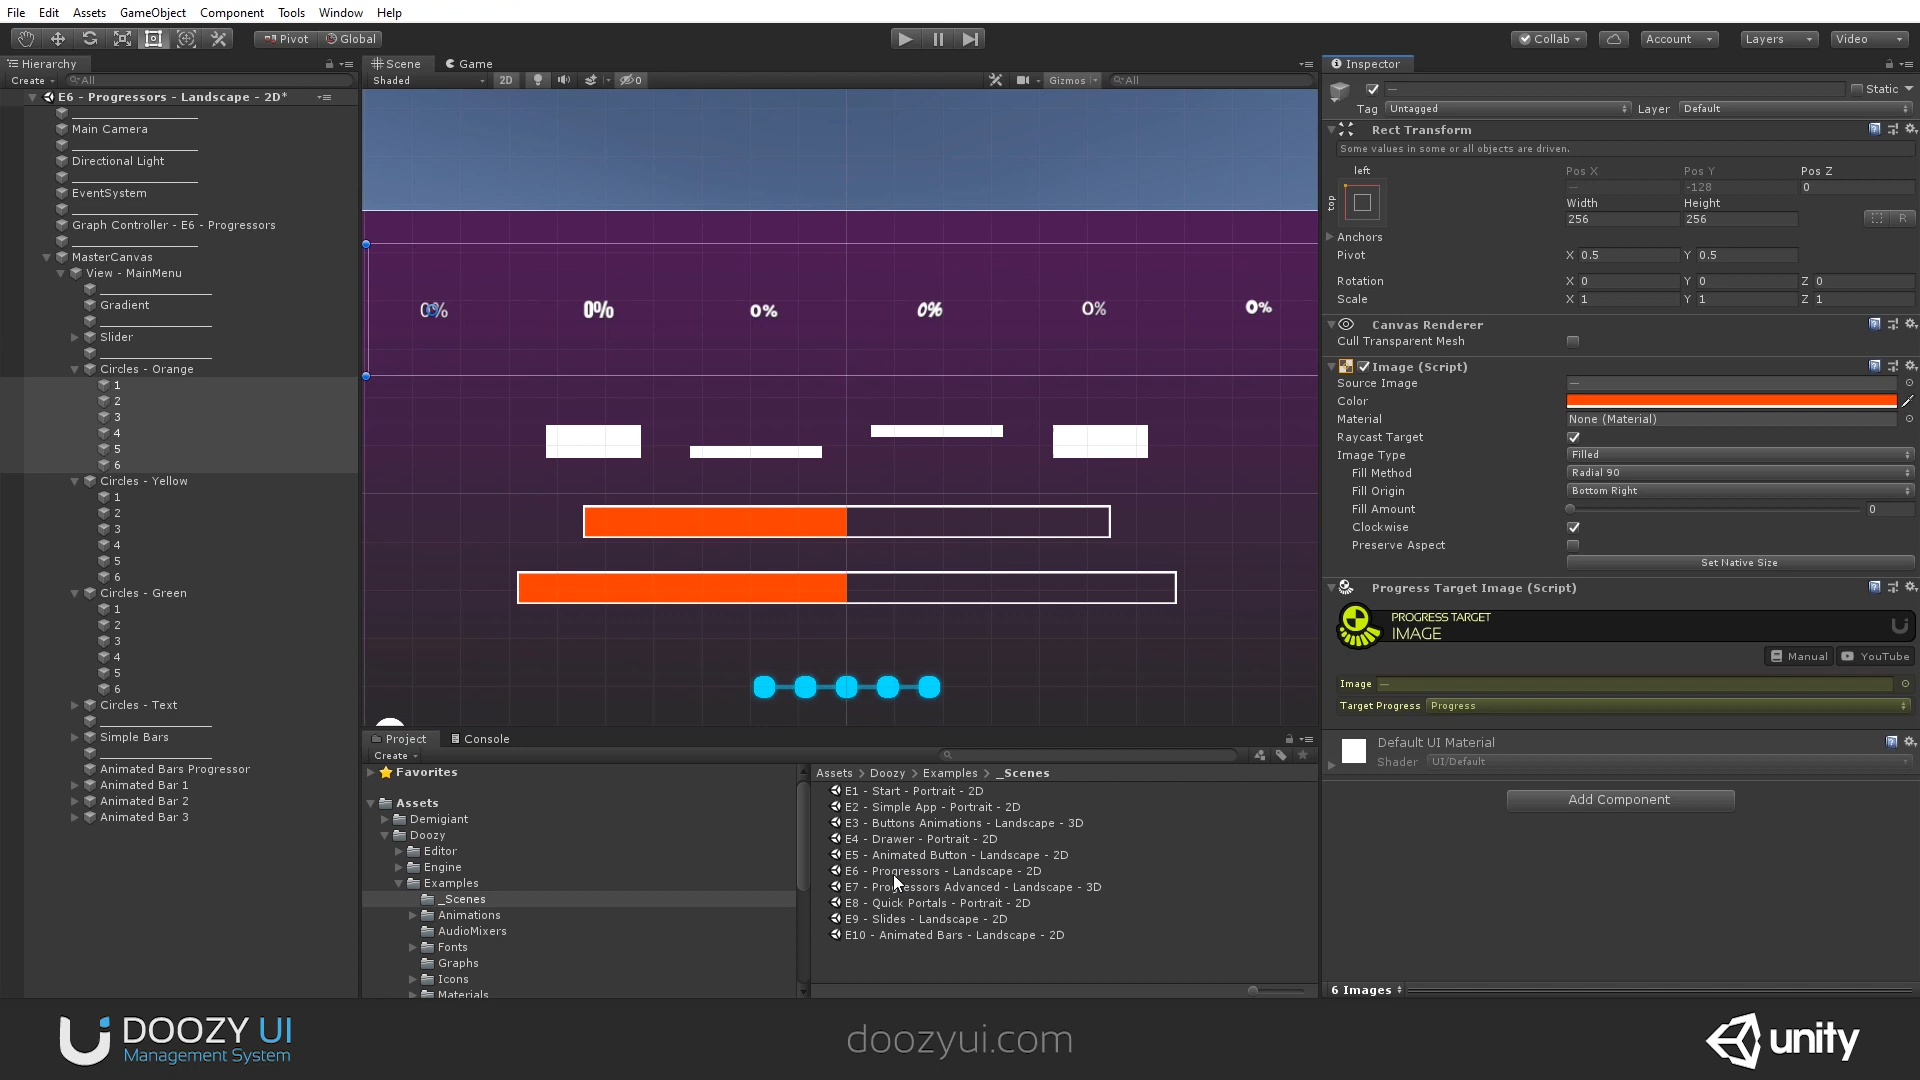 File Edit Assets GameObject Component Tools Window Help
Pivot Global Collab Account Layers Video
Hierarchy
Create All
E6 - Progressors - Landscape - 2D*
Main Camera
Directional Light
EventSystem
Graph Controller - E6 - Progressors
MasterCanvas
View - MainMenu
Gradient
Slider
Circles - Orange
1
2
3
4
5
6
Circles - Yellow
1
2
3
4
5
6
Circles - Green
1
2
3
4
5
6
Circles - Text
Simple Bars
Animated Bars Progressor
Animated Bar 1
Animated Bar 2
Animated Bar 3
Scene Game
Shaded 2D 0 Gizmos All
0% 0% 0% 0% 0% 0%
Project Console
Create
Favorites
Assets
Demigiant
Doozy
Editor
Engine
Examples
_Scenes
Animations
AudioMixers
Fonts
Graphs
Icons
Materials
Assets > Doozy > Examples > _Scenes
E1 - Start - Portrait - 2D
E2 - Simple App - Portrait - 2D
E3 - Buttons Animations - Landscape - 3D
E4 - Drawer - Portrait - 2D
E5 - Animated Button - Landscape - 2D
E6 - Progressors - Landscape - 2D
E7 - Progressors Advanced - Landscape - 3D
E8 - Quick Portals - Portrait - 2D
E9 - Slides - Landscape - 2D
E10 - Animated Bars - Landscape - 2D
Inspector
— Static
Tag Untagged Layer Default
Rect Transform
Some values in some or all objects are driven.
left Pos X Pos Y Pos Z
top — -128 0
Width Height
256 256 R
Anchors
Pivot X 0.5 Y 0.5
Rotation X 0 Y 0 Z 0
Scale X 1 Y 1 Z 1
Canvas Renderer
Cull Transparent Mesh
Image (Script)
Source Image —
Color
Material None (Material)
Raycast Target
Image Type Filled
Fill Method Radial 90
Fill Origin Bottom Right
Fill Amount 0
Clockwise
Preserve Aspect
Set Native Size
Progress Target Image (Script)
PROGRESS TARGET
IMAGE
Manual YouTube
Image —
Target Progress Progress
Default UI Material
Shader UI/Default
Add Component
6 Images
DOOZY UI
Management System
doozyui.com
unity